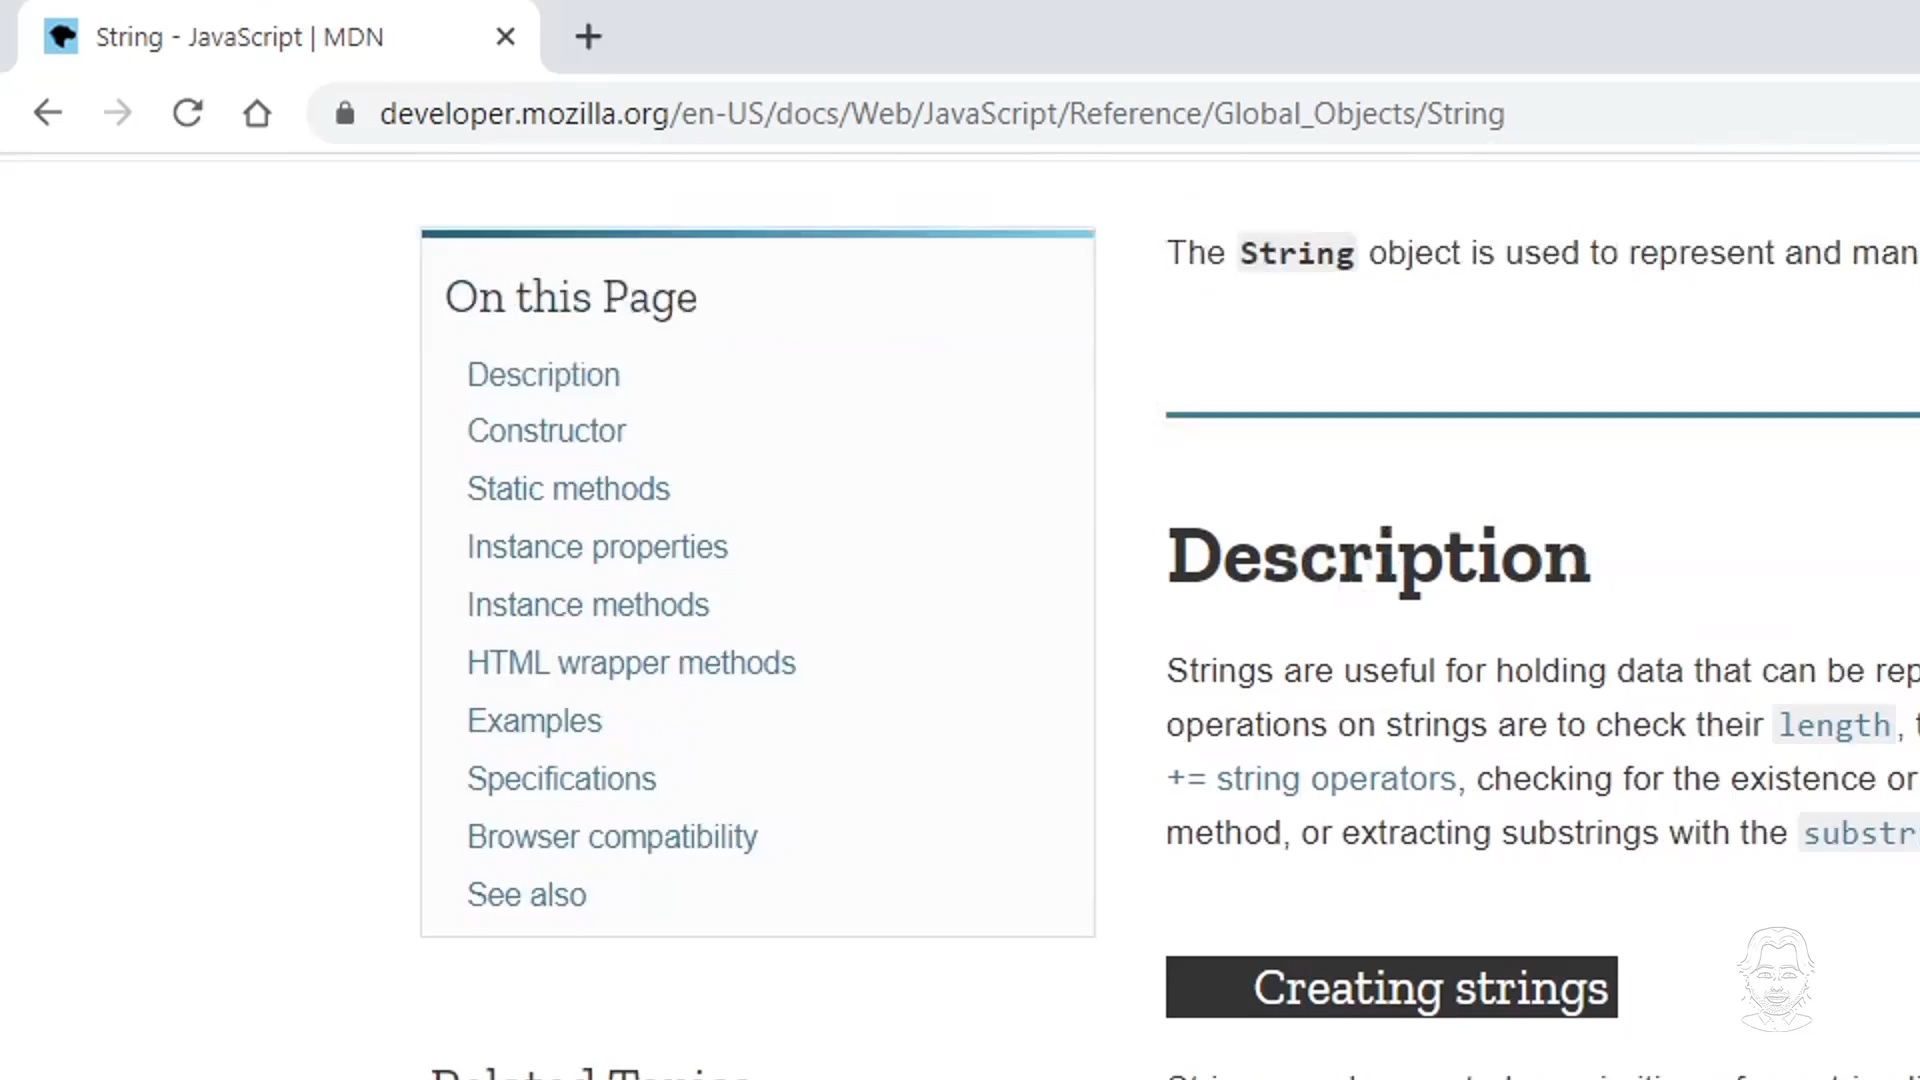 String - JavaScript | MDN
developer.mozilla.org/en-US/docs/Web/JavaScript/Reference/Global_Objects/String
On this Page
Description
Constructor
Static methods
Instance properties
Instance methods
HTML wrapper methods
Examples
Specifications
Browser compatibility
See also
Related Topics
The String object is used to represent and man
Description
Strings are useful for holding data that can be rep
operations on strings are to check their length, t
+= string operators, checking for the existence or
method, or extracting substrings with the substr
Creating strings